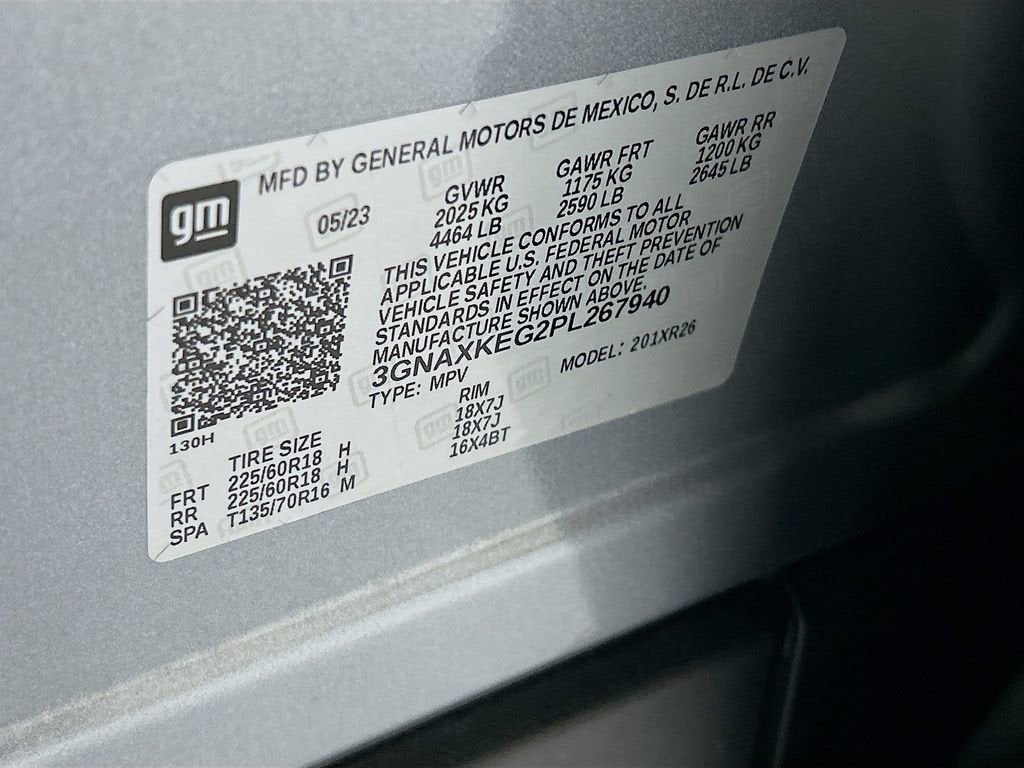 MFD BY GENERAL MOTORS DE MEXICO, S. DE R.L. DE C.V.
gm
05/23
GVWR
2025 KG
4464 LB
GAWR FRT
1175 KG
2590 LB
GAWR RR
1200 KG
2645 LB
THIS VEHICLE CONFORMS TO ALL
APPLICABLE U.S. FEDERAL MOTOR
VEHICLE SAFETY AND THEFT PREVENTION
STANDARDS IN EFFECT ON THE DATE OF
MANUFACTURE SHOWN ABOVE.
3GNAXKEG2PL267940
TYPE: MPV MODEL: 201XR26
130H
TIRE SIZE RIM
FRT 225/60R18 H 18X7J
RR 225/60R18 H 18X7J
SPA T135/70R16 M 16X4BT